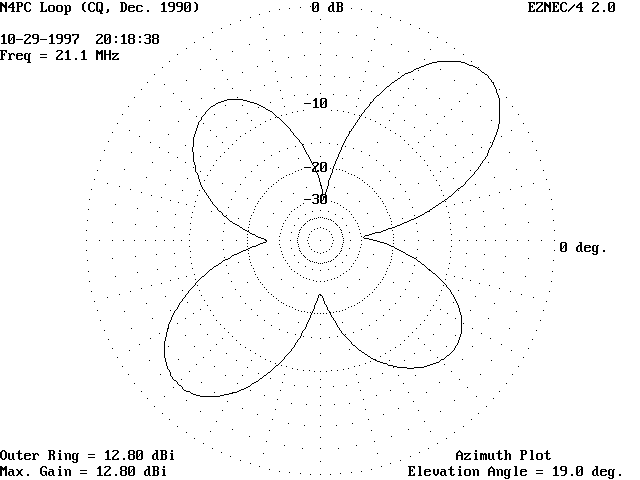 N4PC Loop (CQ, Dec. 1990)
0 dB
EZNEC/4 2.0
10-29-1997 20:18:38
Freq = 21.1 MHz
-10
-20
-30
0 deg.
Outer Ring = 12.80 dBi
Max. Gain = 12.80 dBi
Azimuth Plot
Elevation Angle = 19.0 deg.